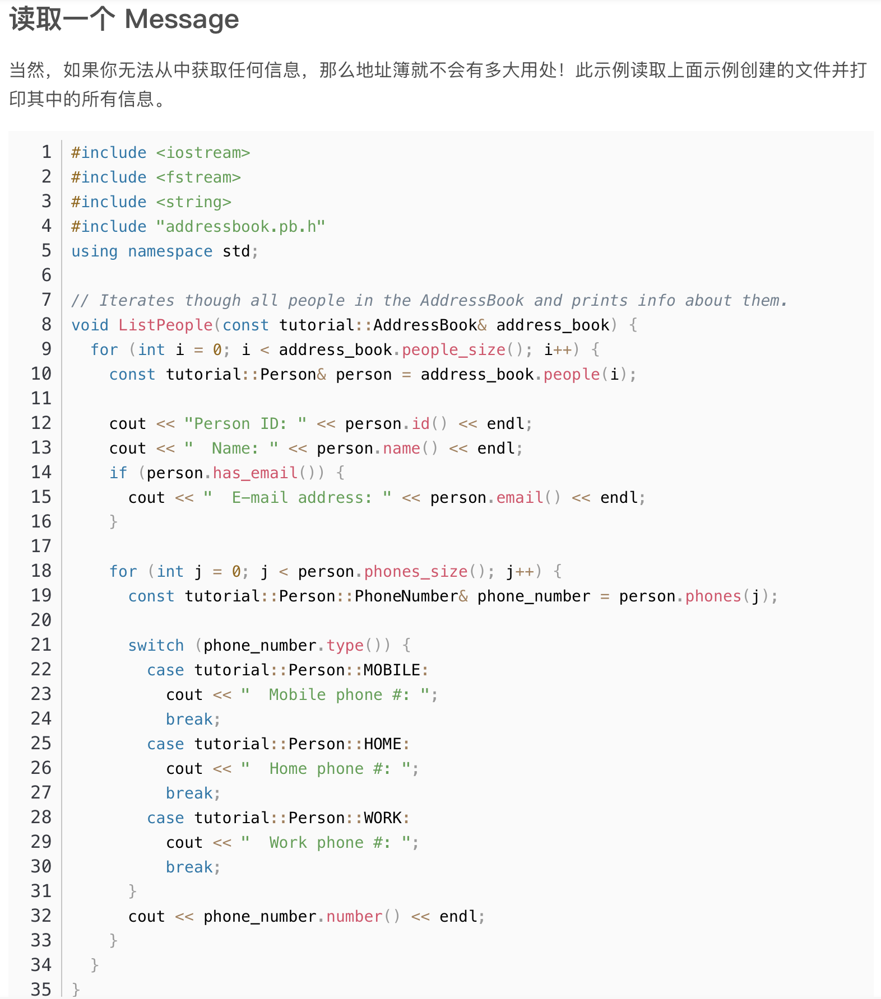 读取一个 Message
当然，如果你无法从中获取任何信息，那么地址簿就不会有多大用处！此示例读取上面示例创建的文件并打
印其中的所有信息。
1 #include <iostream>
2 #include <fstream>
3 #include <string>
4 #include "addressbook.pb.h"
5 using namespace std;
6
7 // Iterates though all people in the AddressBook and prints info about them.
8 void ListPeople(const tutorial::AddressBook& address_book) {
9   for (int i = 0; i < address_book.people_size(); i++) {
10     const tutorial::Person& person = address_book.people(i);
11
12     cout << "Person ID: " << person.id() << endl;
13     cout << "  Name: " << person.name() << endl;
14     if (person.has_email()) {
15       cout << "  E-mail address: " << person.email() << endl;
16     }
17
18     for (int j = 0; j < person.phones_size(); j++) {
19       const tutorial::Person::PhoneNumber& phone_number = person.phones(j);
20
21       switch (phone_number.type()) {
22         case tutorial::Person::MOBILE:
23           cout << "  Mobile phone #: ";
24           break;
25         case tutorial::Person::HOME:
26           cout << "  Home phone #: ";
27           break;
28         case tutorial::Person::WORK:
29           cout << "  Work phone #: ";
30           break;
31       }
32       cout << phone_number.number() << endl;
33     }
34   }
35 }